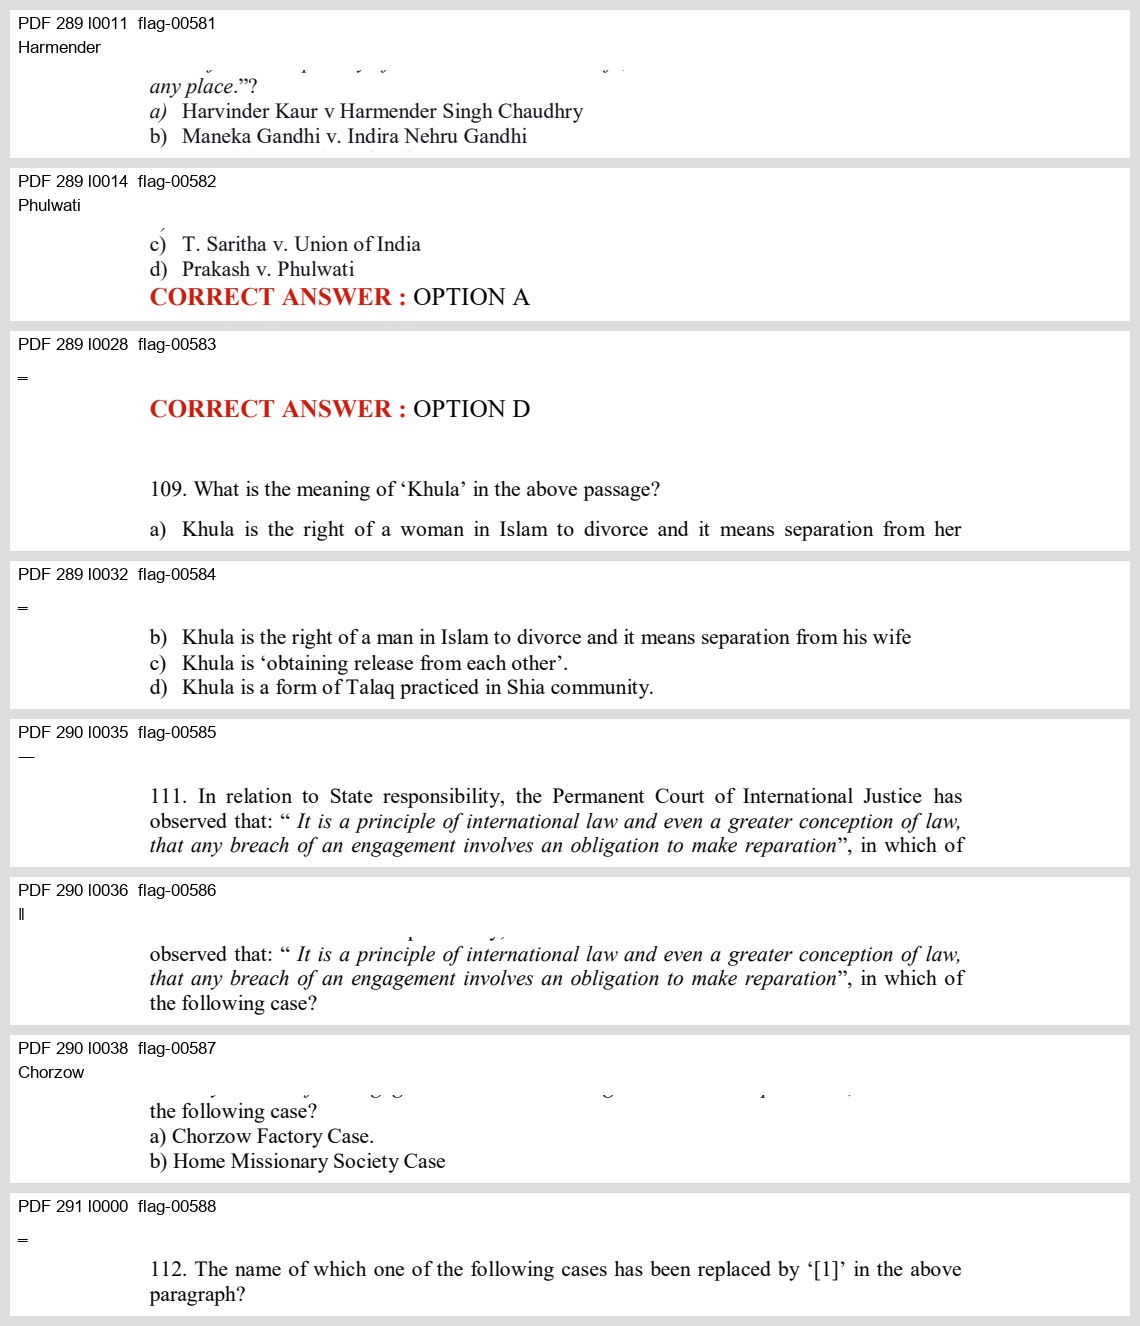 PDF 289 l0011 flag-00581
Harmender
any place.”?
a) Harvinder Kaur v Harmender Singh Chaudhry
b) Maneka Gandhi v. Indira Nehru Gandhi
PDF 289 l0014 flag-00582
Phulwati
c) T. Saritha v. Union of India
d) Prakash v. Phulwati
CORRECT ANSWER : OPTION A
PDF 289 l0028 flag-00583
=
CORRECT ANSWER : OPTION D
109. What is the meaning of ‘Khula’ in the above passage?
a) Khula is the right of a woman in Islam to divorce and it means separation from her
PDF 289 l0032 flag-00584
=
b) Khula is the right of a man in Islam to divorce and it means separation from his wife
c) Khula is ‘obtaining release from each other’.
d) Khula is a form of Talaq practiced in Shia community.
PDF 290 l0035 flag-00585
—
111. In relation to State responsibility, the Permanent Court of International Justice has
observed that: “ It is a principle of international law and even a greater conception of law,
that any breach of an engagement involves an obligation to make reparation”, in which of
PDF 290 l0036 flag-00586
‖
observed that: “ It is a principle of international law and even a greater conception of law,
that any breach of an engagement involves an obligation to make reparation”, in which of
the following case?
PDF 290 l0038 flag-00587
Chorzow
the following case?
a) Chorzow Factory Case.
b) Home Missionary Society Case
PDF 291 l0000 flag-00588
=
112. The name of which one of the following cases has been replaced by ‘[1]’ in the above
paragraph?